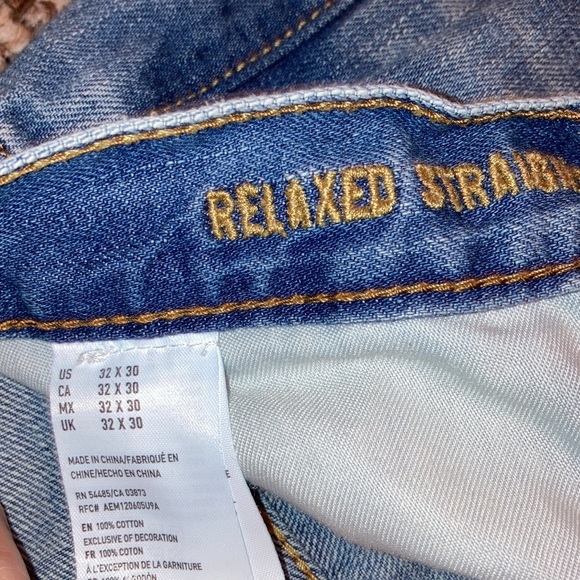 RELAXED STRAIGH
US 32 X 30
CA 32 X 30
MX 32 X 30
UK 32 X 30
MADE IN CHINA/FABRIQUÉ EN
CHINE/HECHO EN CHINA
RN 54485/CA 03873
RFC# AEM120605U9A
EN 100% COTTON
EXCLUSIVE OF DECORATION
FR 100% COTON
À L'EXCEPTION DE LA GARNITURE